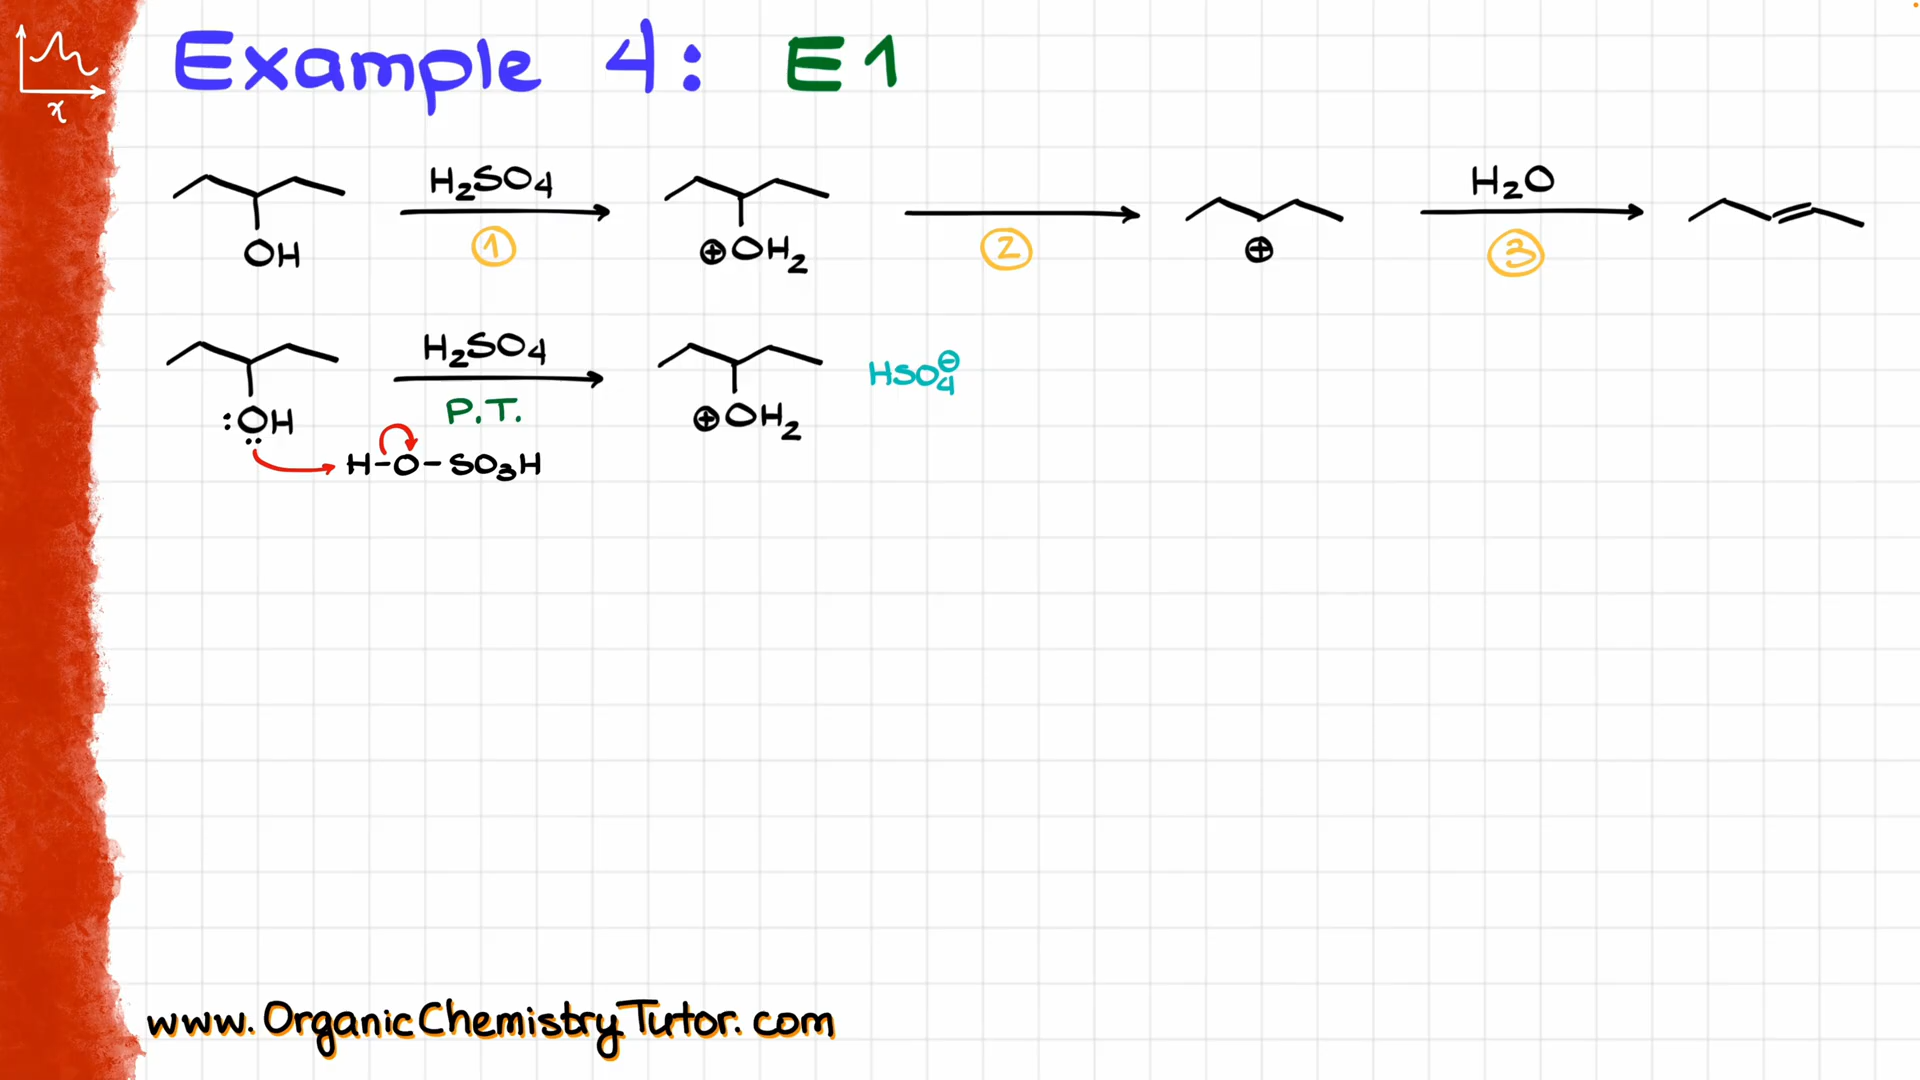 x
Example 4: E1
H₂SO₄ H₂O
OH ① ⊕OH₂ ② ⊕ ③
H₂SO₄ HSO₄⊖
:OH P.T. ⊕OH₂
H-O-SO₃H
www.OrganicChemistryTutor.com